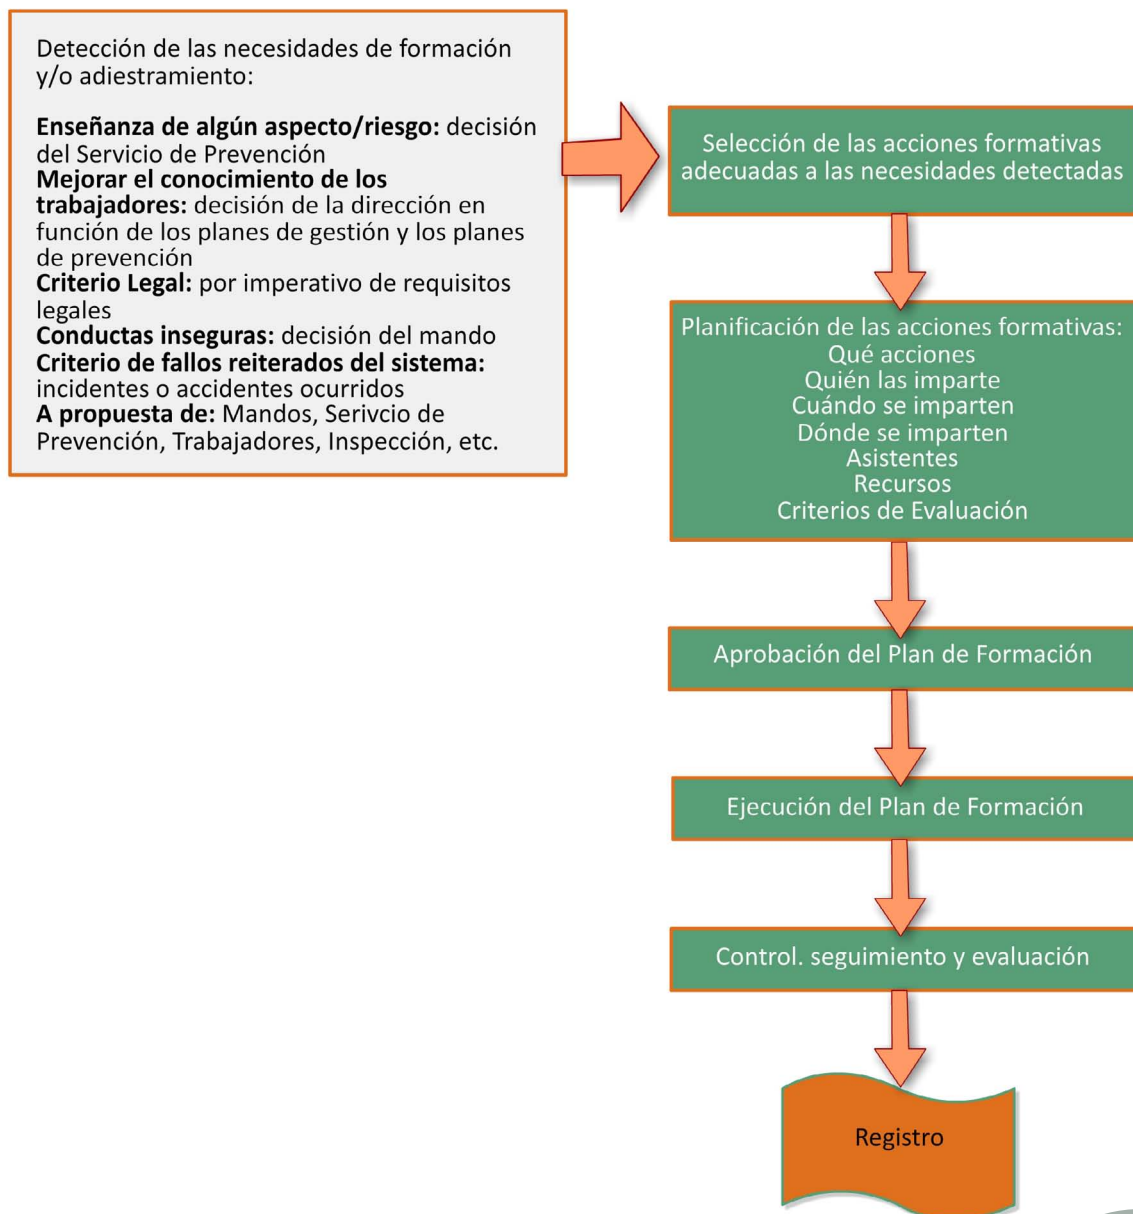 Detección de las necesidades de formación
y/o adiestramiento:
Enseñanza de algún aspecto/riesgo: decisión
del Servicio de Prevención
Mejorar el conocimiento de los
trabajadores: decisión de la dirección en
función de los planes de gestión y los planes
de prevención
Criterio Legal: por imperativo de requisitos
legales
Conductas inseguras: decisión del mando
Criterio de fallos reiterados del sistema:
incidentes o accidentes ocurridos
A propuesta de: Mandos, Serivcio de
Prevención, Trabajadores, Inspección, etc.
Selección de las acciones formativas
adecuadas a las necesidades detectadas
Planificación de las acciones formativas:
Qué acciones
Quién las imparte
Cuándo se imparten
Dónde se imparten
Asistentes
Recursos
Criterios de Evaluación
Aprobación del Plan de Formación
Ejecución del Plan de Formación
Control. seguimiento y evaluación
Registro